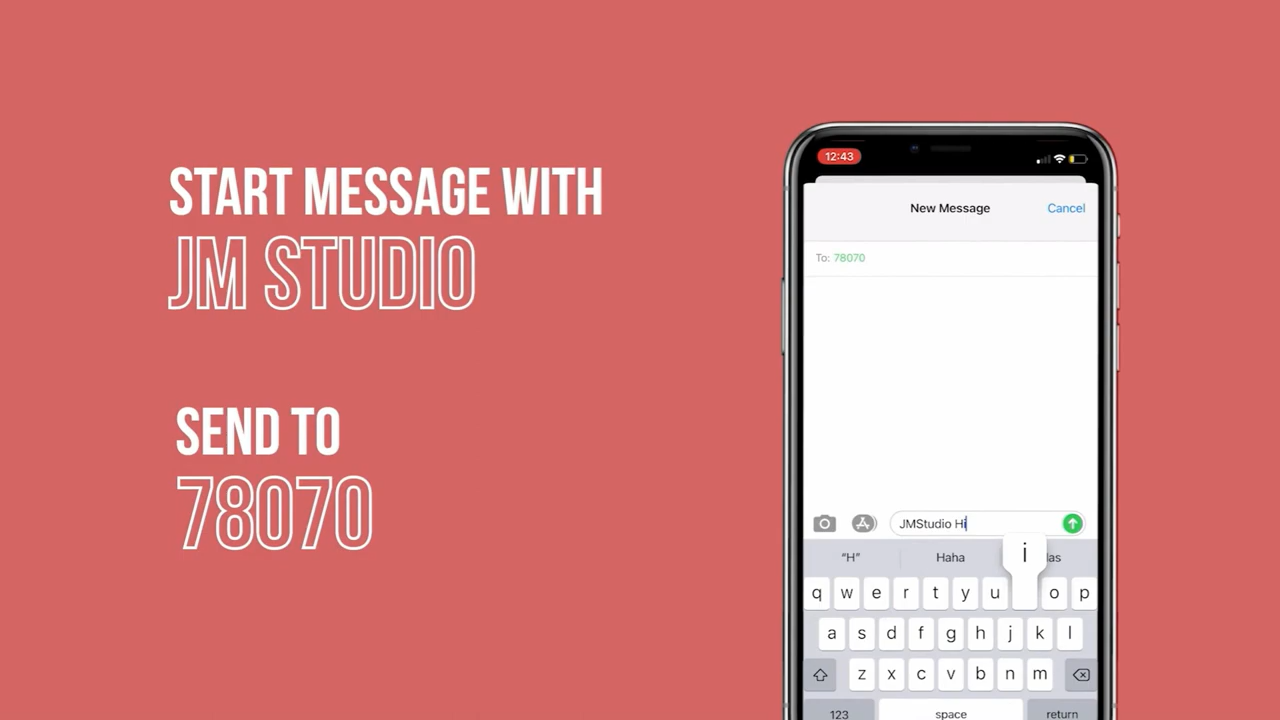 START MESSAGE WITH
JM STUDIO
SEND TO
78070
12:43
New Message
Cancel
To: 78070
JMStudio Hi
“H”
Haha
i
q w e r t y u o p
a s d f g h j k l
z x c v b n m
123
space
return